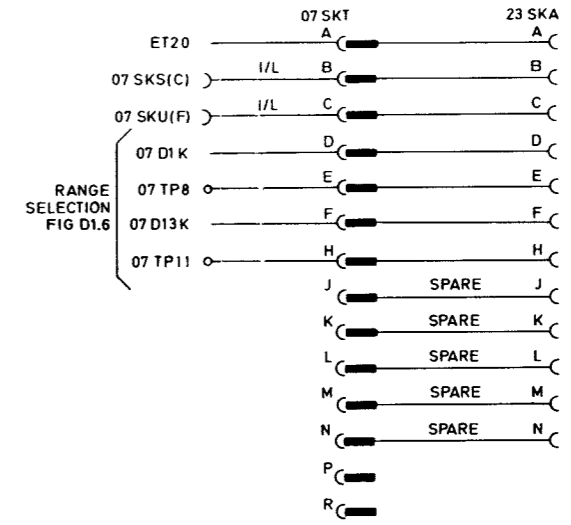 07 SKT 23 SKA
ET20 A A
07 SKS(C) I/L B B
07 SKU(F) I/L C C
07 D1K D D
RANGE SELECTION FIG D1.6
07 TP8 E E
07 D13K F F
07 TP11 H H
J SPARE J
K SPARE K
L SPARE L
M SPARE M
N SPARE N
P
R